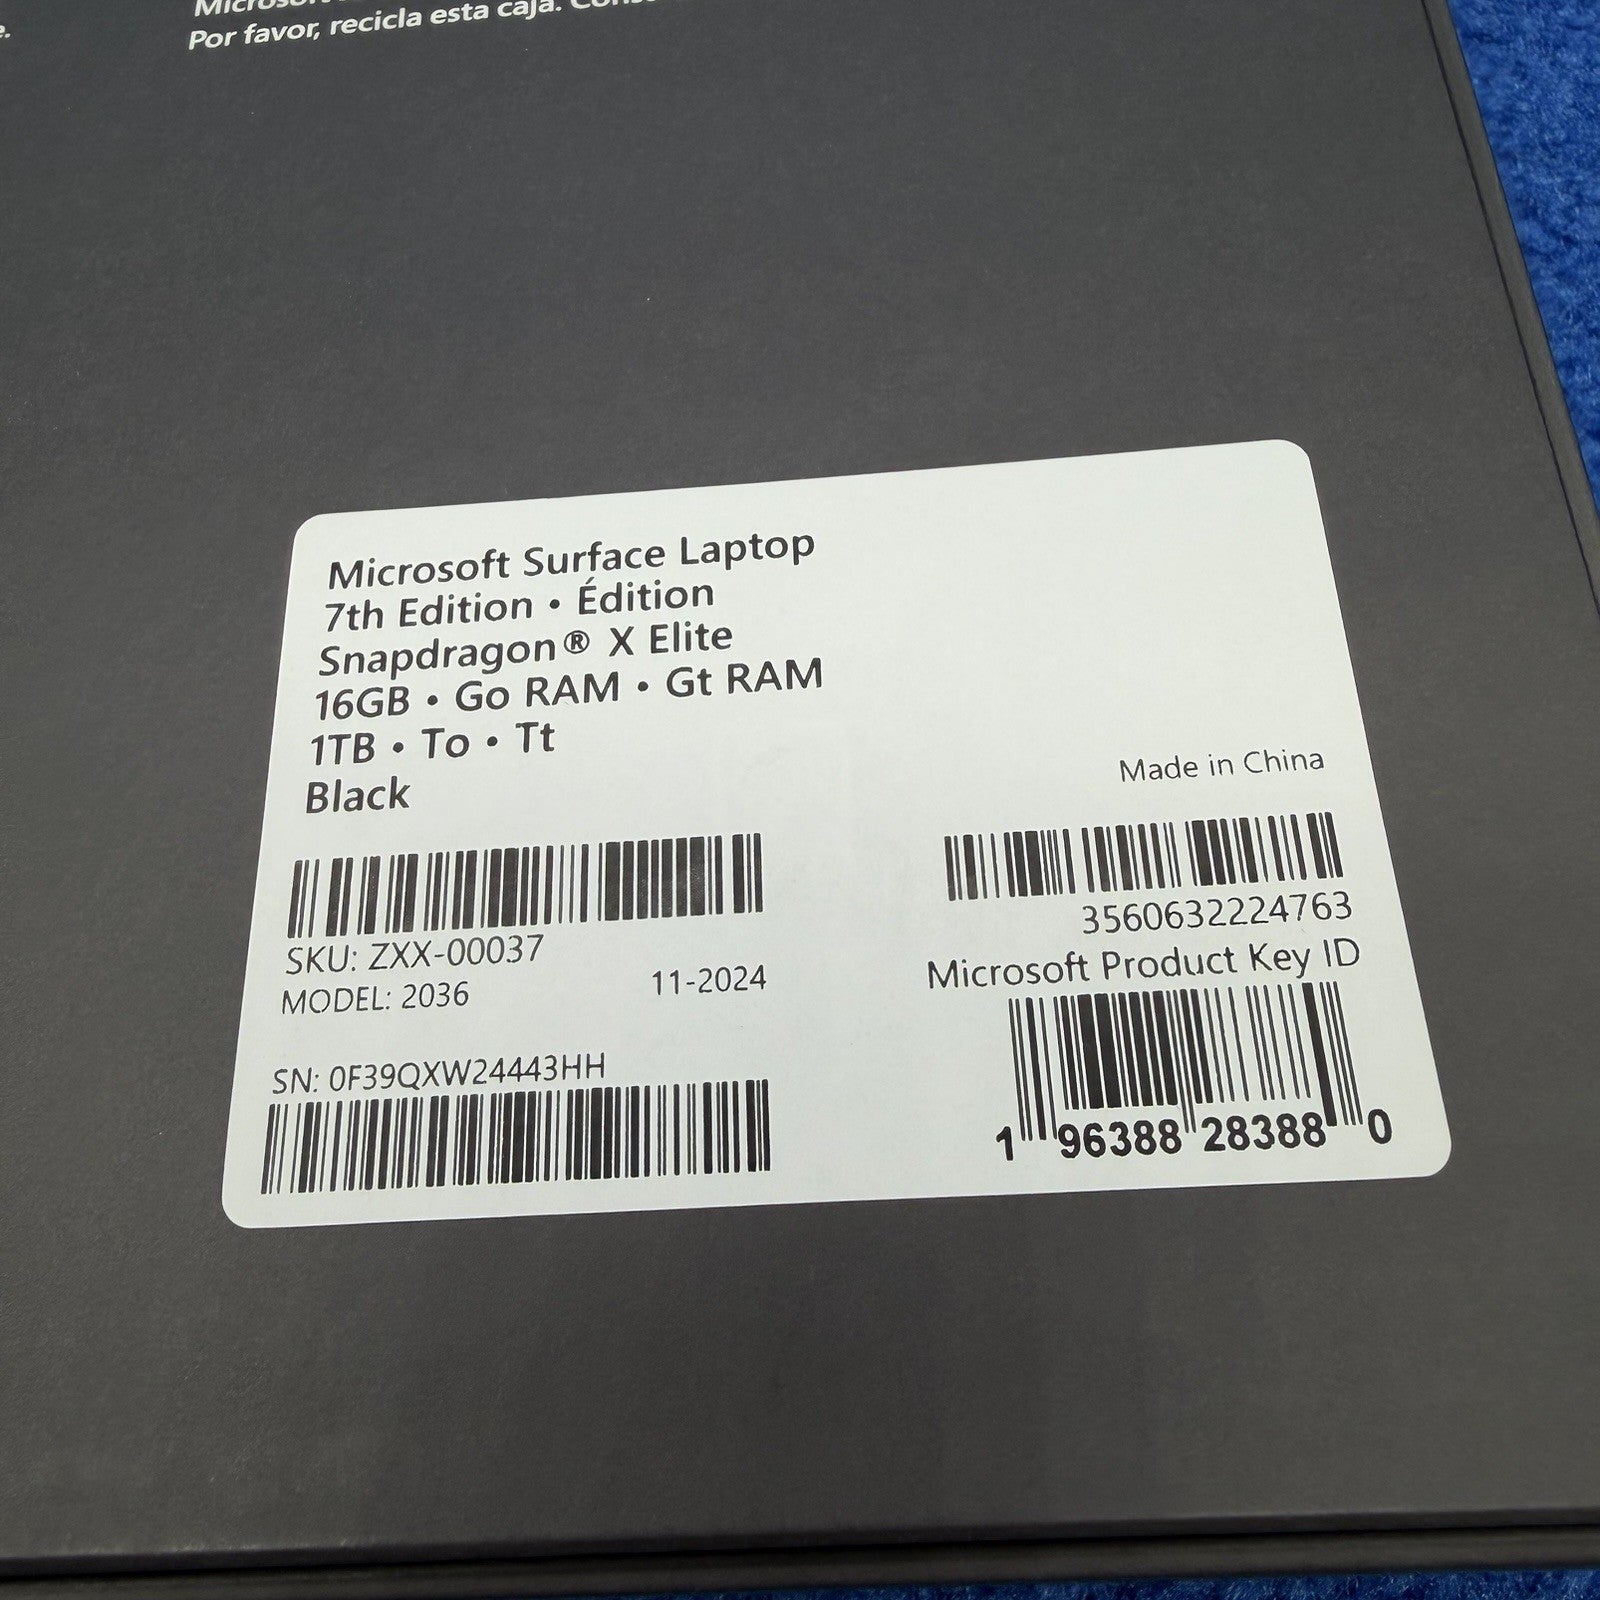 Por favor, recicla esta caja.
Microsoft Surface Laptop
7th Edition • Édition
Snapdragon® X Elite
16GB • Go RAM • Gt RAM
1TB • To • Tt
Black
Made in China
SKU: ZXX-00037
MODEL: 2036
11-2024
SN: 0F39QXW24443HH
3560632224763
Microsoft Product Key ID
1 96388 28388 0